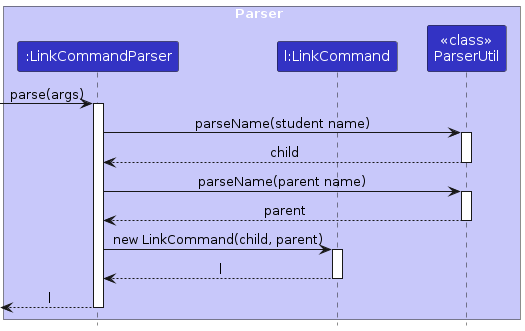 Parser
:LinkCommandParser
l:LinkCommand
«class»
ParserUtil
parse(args)
parseName(student name)
child
parseName(parent name)
parent
new LinkCommand(child, parent)
l
l